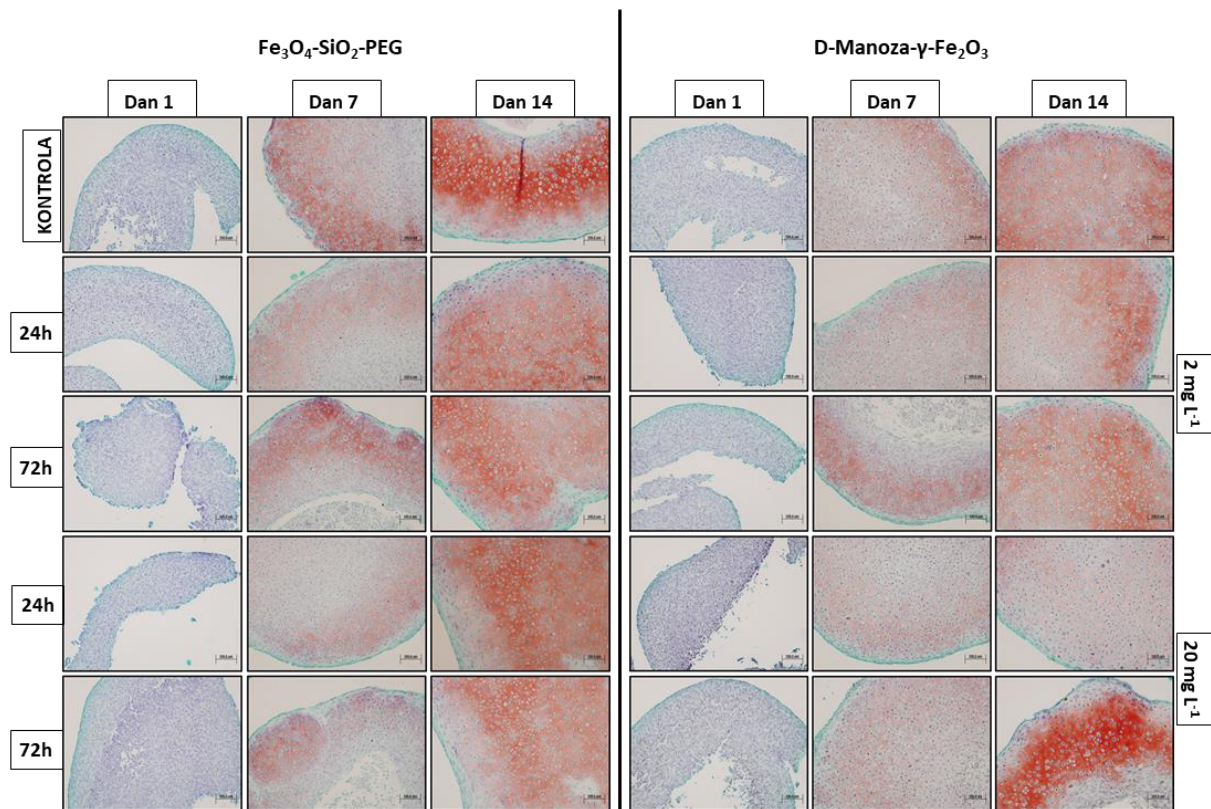 Fe₃O₄-SiO₂-PEG
D-Manoza-γ-Fe₂O₃
Dan 1
Dan 7
Dan 14
Dan 1
Dan 7
Dan 14
KONTROLA
24h
72h
2 mg L⁻¹
24h
72h
20 mg L⁻¹